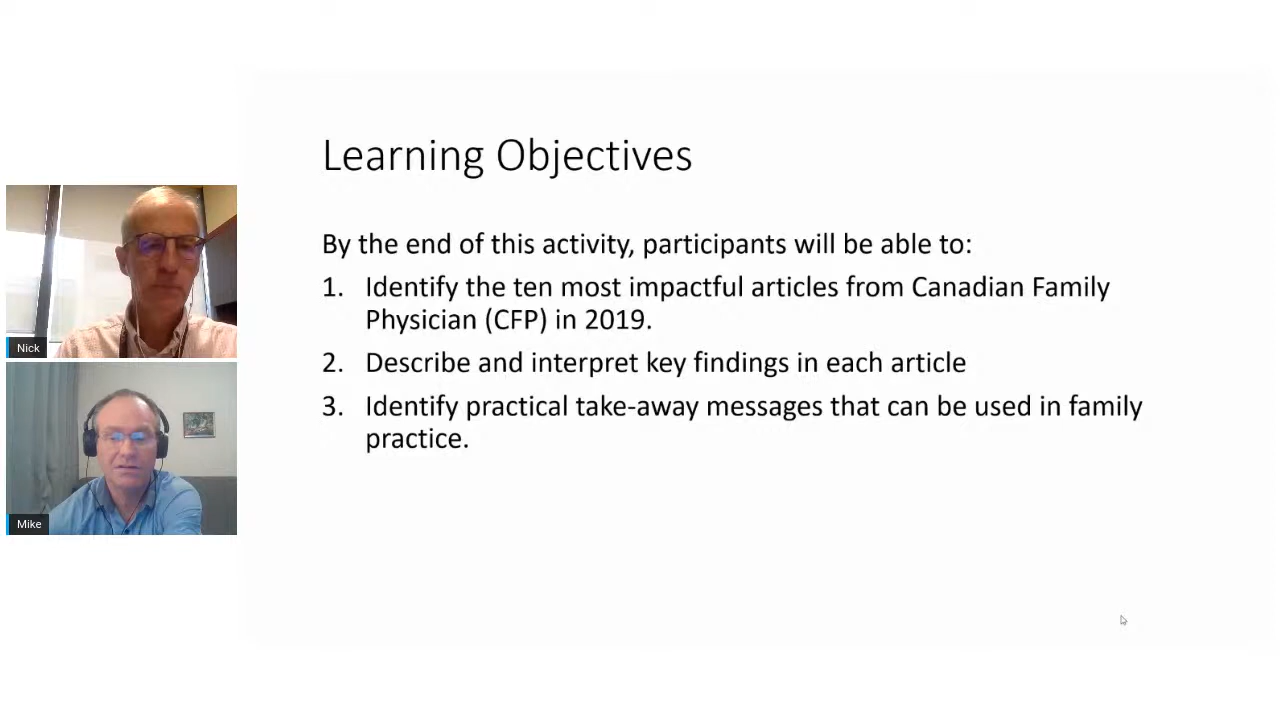 Learning Objectives
By the end of this activity, participants will be able to:
1. Identify the ten most impactful articles from Canadian Family
Physician (CFP) in 2019.
2. Describe and interpret key findings in each article
3. Identify practical take-away messages that can be used in family
practice.
Nick
Mike